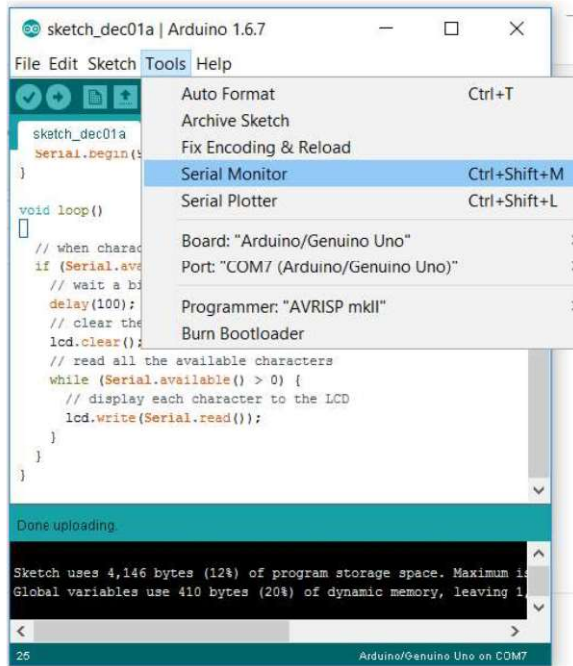 sketch_dec01a | Arduino 1.6.7
File Edit Sketch Tools Help
Auto Format Ctrl+T
Archive Sketch
Fix Encoding & Reload
Serial Monitor Ctrl+Shift+M
Serial Plotter Ctrl+Shift+L
Board: "Arduino/Genuino Uno"
Port: "COM7 (Arduino/Genuino Uno)"
Programmer: "AVRISP mkII"
Burn Bootloader
sketch_dec01a
Serial.begin(
}
void loop()
// when charac
if (Serial.ava
// wait a bi
delay(100);
// clear the
lcd.clear();
// read all the available characters
while (Serial.available() > 0) {
// display each character to the LCD
lcd.write(Serial.read());
}
}
}
Done uploading.
Sketch uses 4,146 bytes (12%) of program storage space. Maximum is
Global variables use 410 bytes (20%) of dynamic memory, leaving 1,
25 Arduino/Genuino Uno on COM7